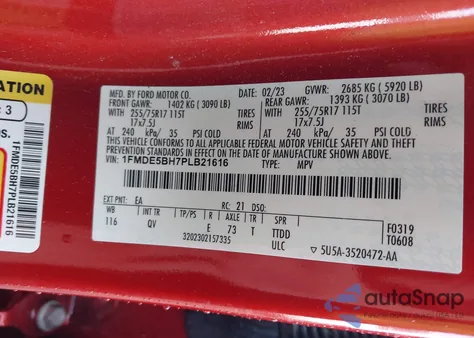 ATION
: 3
OS.
1FMDE5BH7PLB21616
MFD. BY FORD MOTOR CO.
02/23 GVWR: 2685 KG ( 5920 LB)
FRONT GAWR: 1402 KG ( 3090 LB)
REAR GAWR: 1393 KG ( 3070 LB)
255/75R17 115T TIRES 255/75R17 115T TIRES
17x7.5J RIMS 17x7.5J RIMS
AT 240 kPa/ 35 PSI COLD AT 240 kPa/ 35 PSI COLD
THIS VEHICLE CONFORMS TO ALL APPLICABLE FEDERAL MOTOR VEHICLE SAFETY AND THEFT PREVENTION STANDARDS IN EFFECT ON THE DATE OF MANUFACTURE SHOWN ABOVE.
VIN: 1FMDE5BH7PLB21616 TYPE: MPV
EXT PNT: EA RC: 21 DSO:
WB INT TR TP/PS R AXLE TR SPR
116 QV E 73 T TTDD
3202302157335 ULC
F0319
T0608
▽ 5U5A-3520472-AA
autoSnap